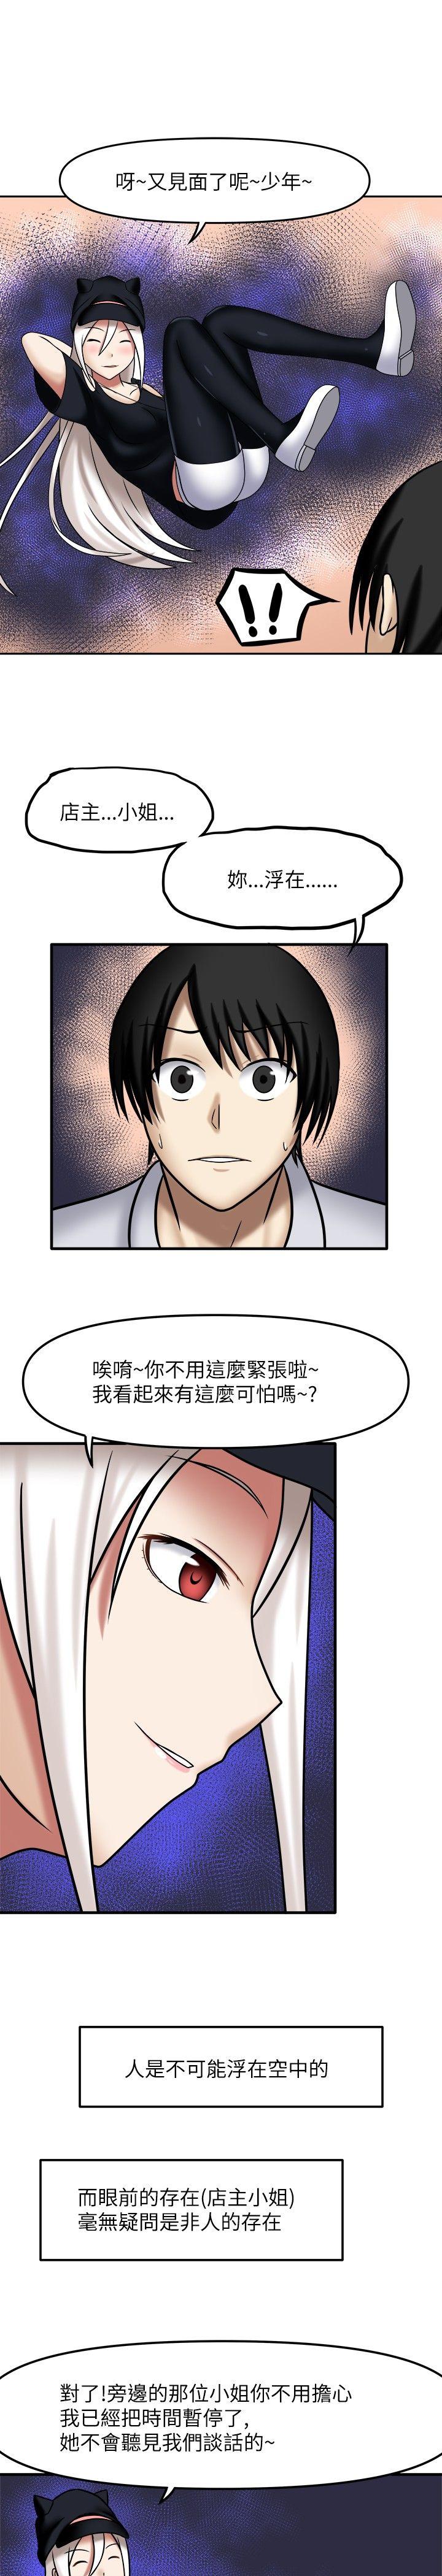 呀~又見面了呢~少年~
!!
店主...小姐...
妳...浮在......
唉唷~你不用這麼緊張啦~
我看起來有這麼可怕嗎~?
人是不可能浮在空中的
而眼前的存在(店主小姐)
毫無疑問是非人的存在
對了!旁邊的那位小姐你不用擔心
我已經把時間暫停了,
她不會聽見我們談話的~